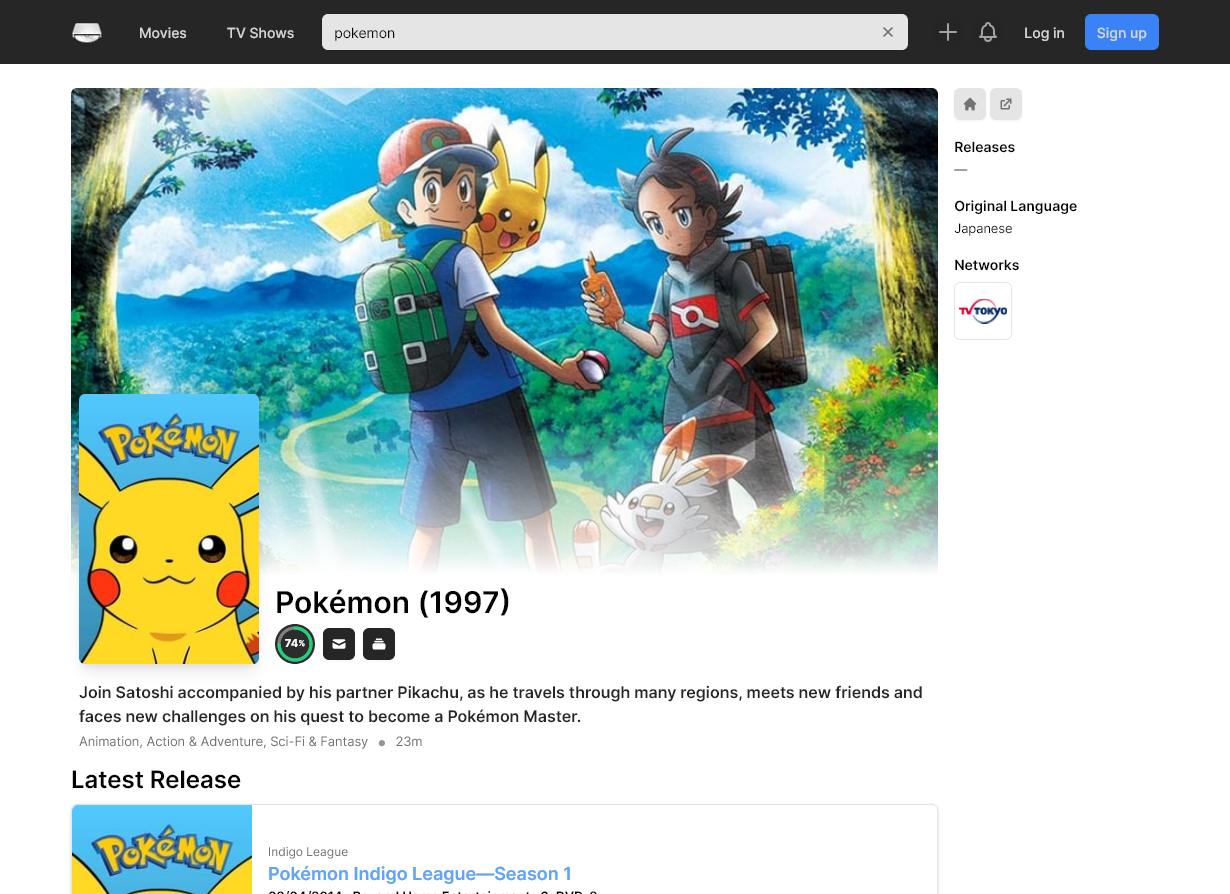 Movies TV Shows pokemon Log in Sign up
Releases
—
Original Language
Japanese
Networks
TV TOKYO
POKéMON
Pokémon (1997)
74%
Join Satoshi accompanied by his partner Pikachu, as he travels through many regions, meets new friends and
faces new challenges on his quest to become a Pokémon Master.
Animation, Action & Adventure, Sci-Fi & Fantasy ● 23m
Latest Release
POKéMON
Indigo League
Pokémon Indigo League—Season 1